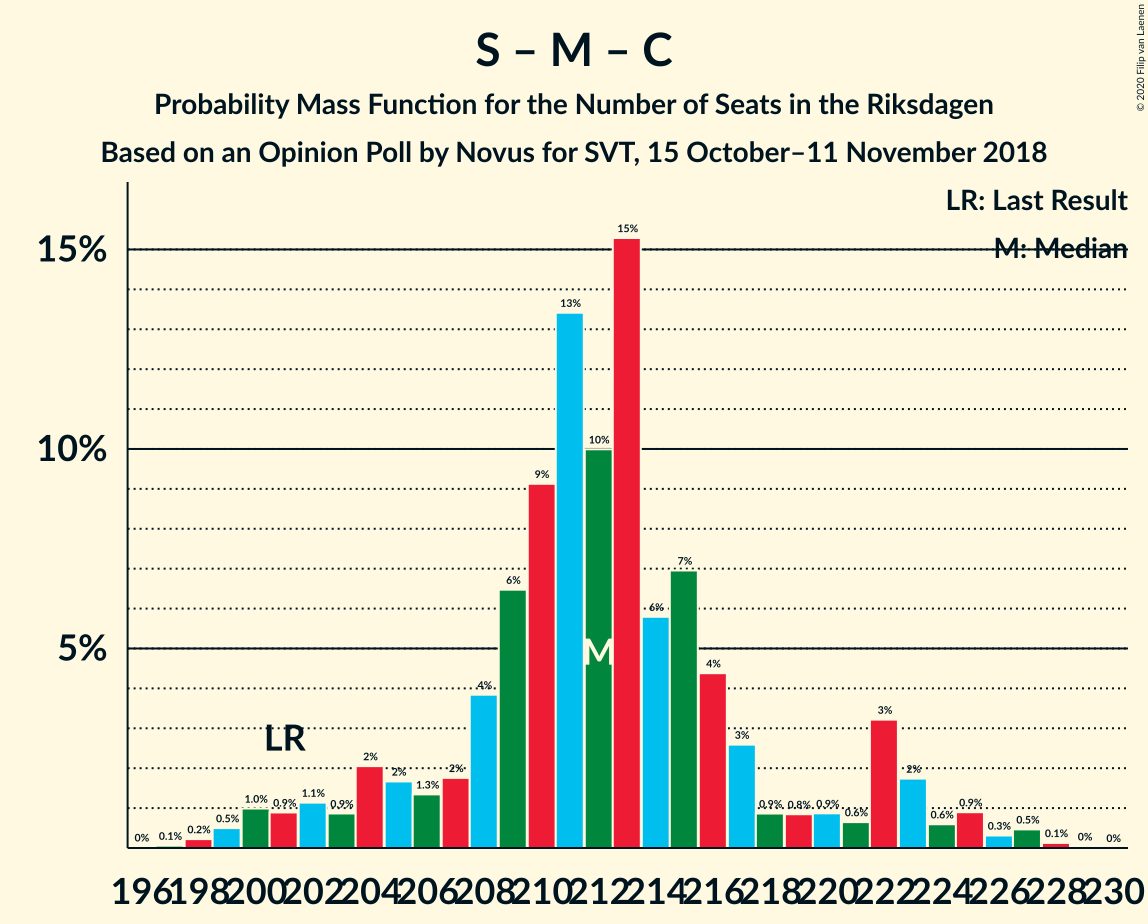 S – M – C
Probability Mass Function for the Number of Seats in the Riksdagen
Based on an Opinion Poll by Novus for SVT, 15 October–11 November 2018
© 2020 Filip van Laenen
LR: Last Result
M: Median
15%
10%
5%
0% 0.1% 0.2% 0.5% 1.0% 0.9% 1.1% 0.9% 2% 2% 1.3% 2% 4% 6% 9% 13% 10% 15% 6% 7% 4% 3% 0.9% 0.8% 0.9% 0.6% 3% 2% 0.6% 0.9% 0.3% 0.5% 0.1% 0% 0%
LR
M
196 198 200 202 204 206 208 210 212 214 216 218 220 222 224 226 228 230